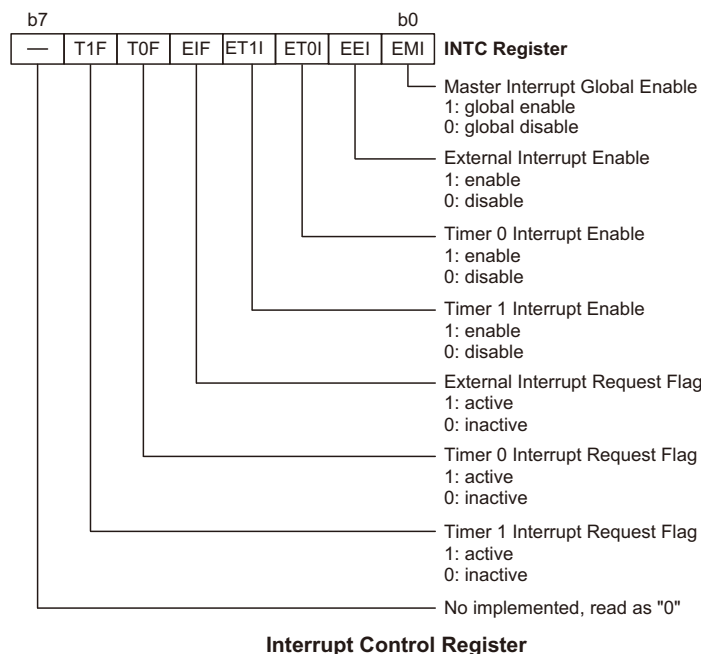 b7 b0
— T1F T0F EIF ET1I ET0I EEI EMI INTC Register
Master Interrupt Global Enable
1: global enable
0: global disable
External Interrupt Enable
1: enable
0: disable
Timer 0 Interrupt Enable
1: enable
0: disable
Timer 1 Interrupt Enable
1: enable
0: disable
External Interrupt Request Flag
1: active
0: inactive
Timer 0 Interrupt Request Flag
1: active
0: inactive
Timer 1 Interrupt Request Flag
1: active
0: inactive
No implemented, read as "0"
Interrupt Control Register